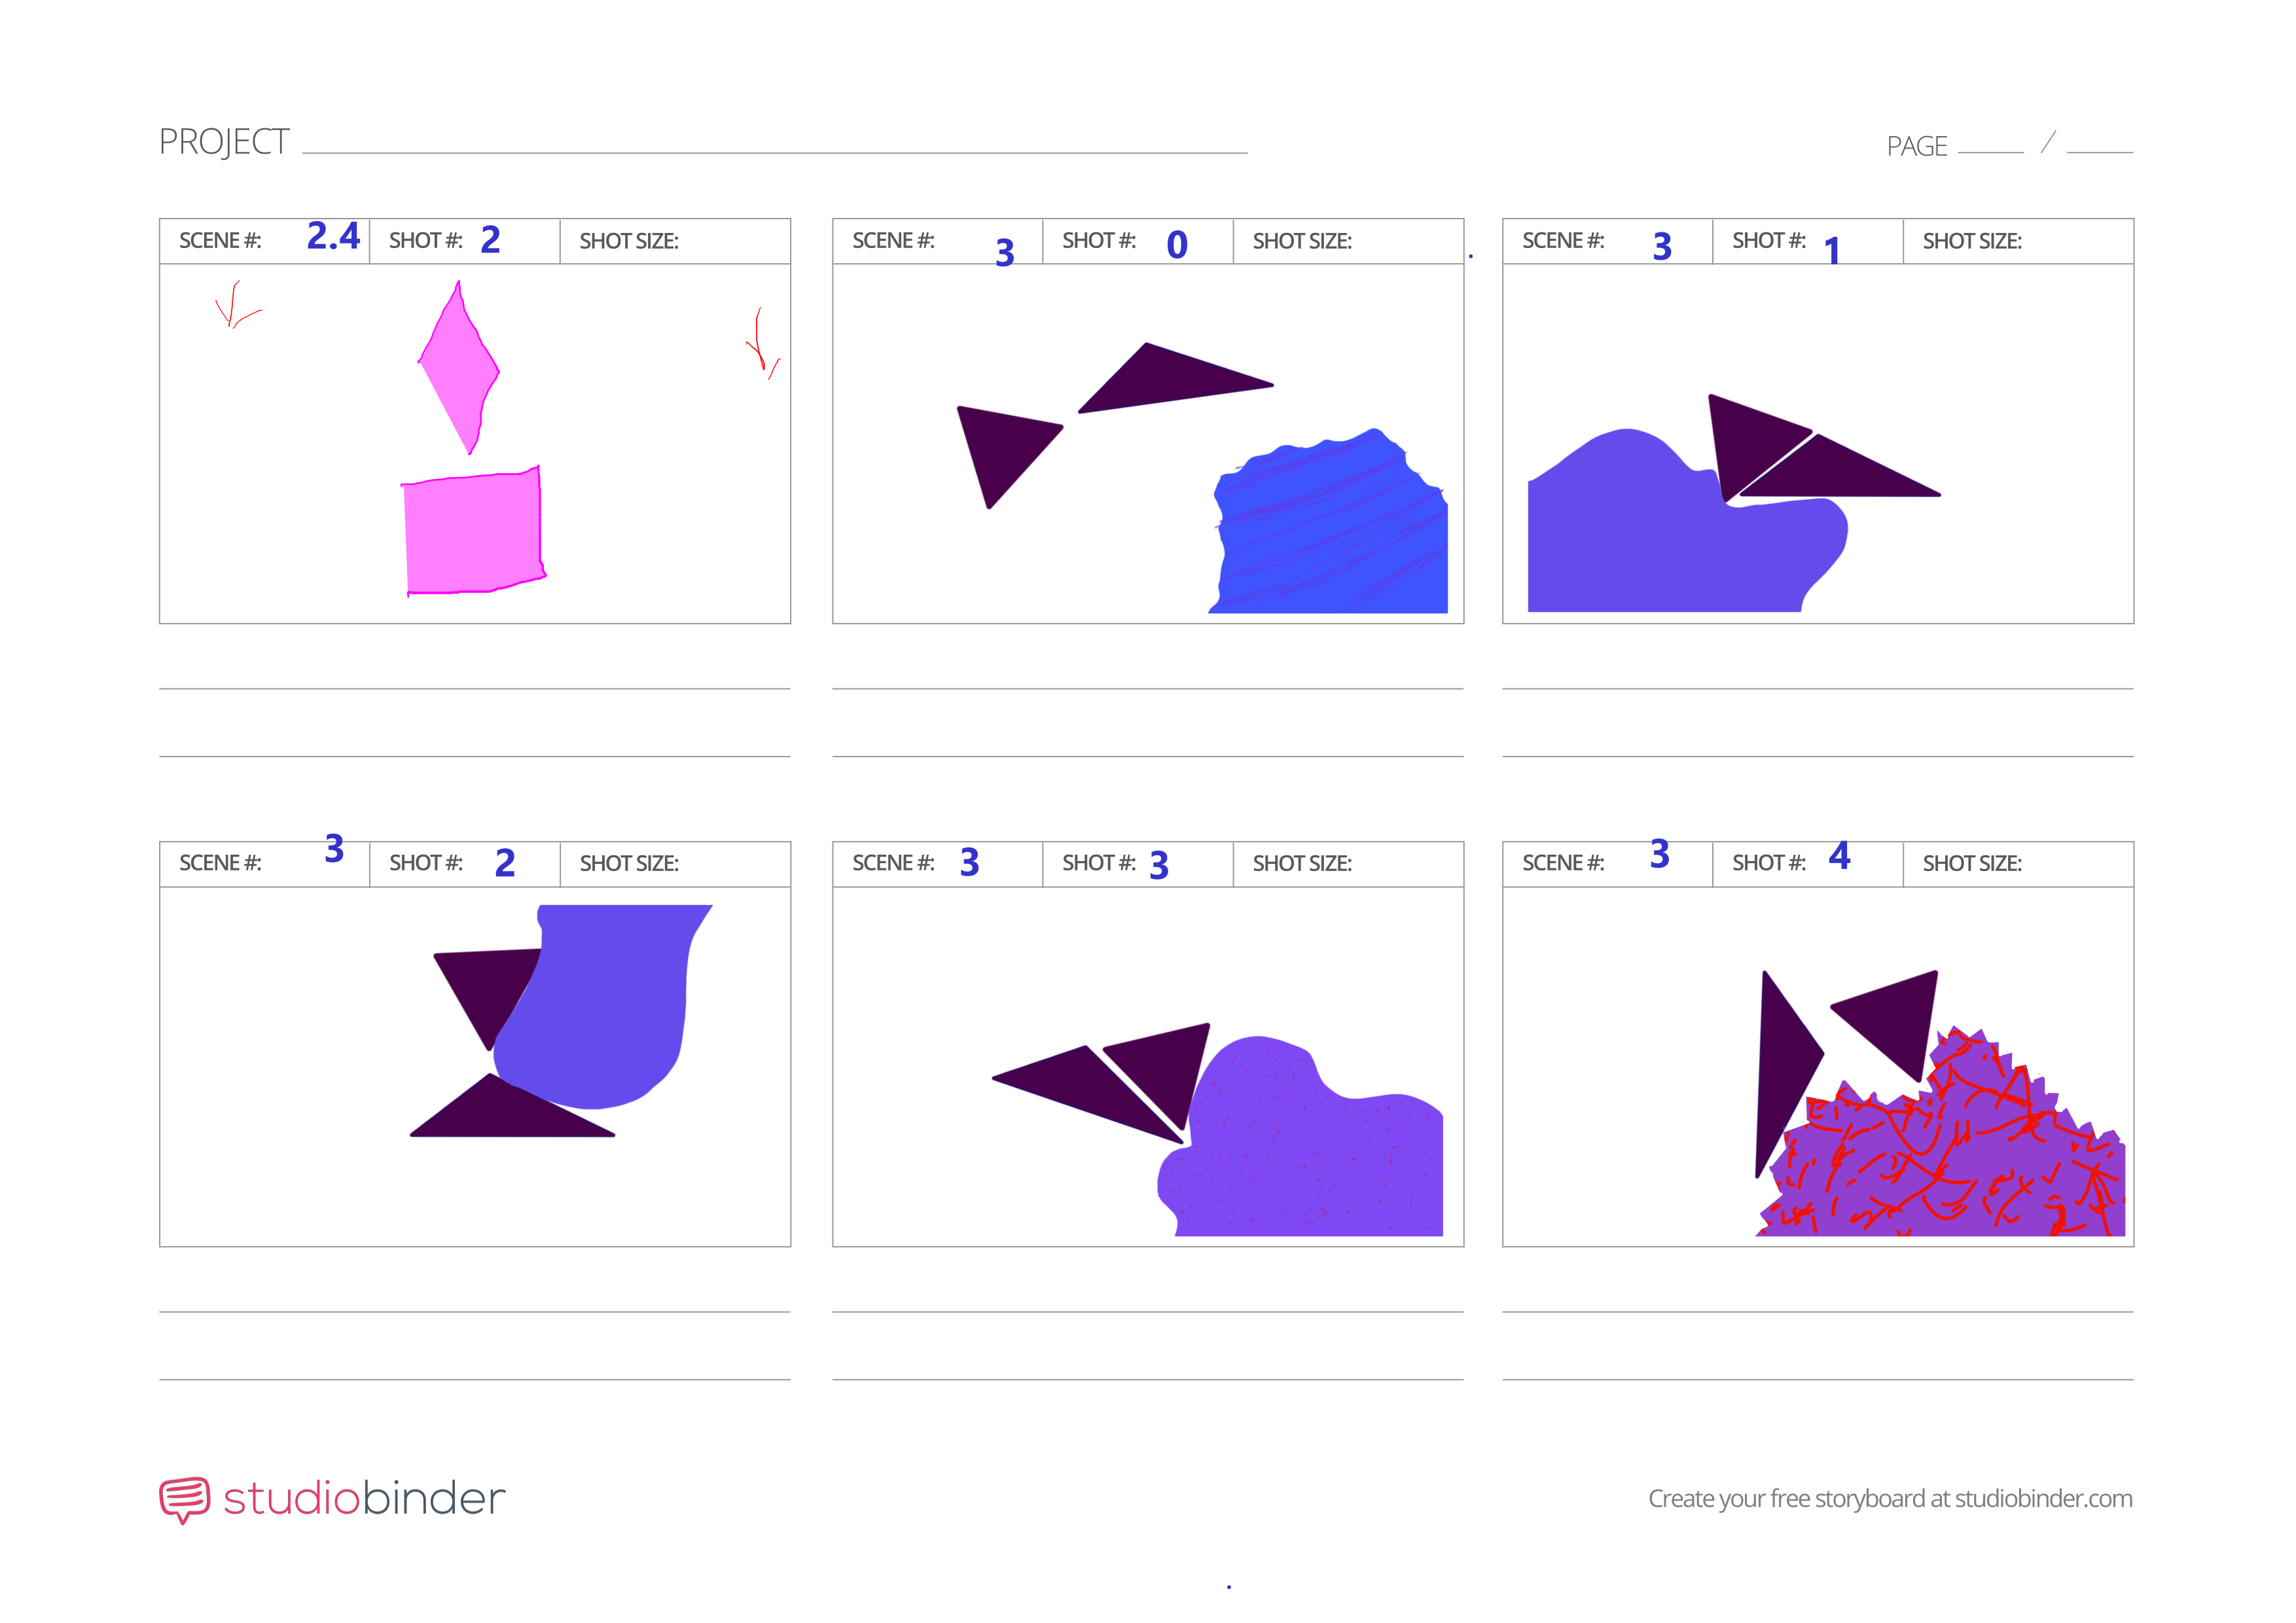 PROJECT PAGE /
SCENE #: 2.4 SHOT #: 2 SHOT SIZE:
SCENE #: 3 SHOT #: 0 SHOT SIZE:
SCENE #: 3 SHOT #: 1 SHOT SIZE:
SCENE #: 3 SHOT #: 2 SHOT SIZE:
SCENE #: 3 SHOT #: 3 SHOT SIZE:
SCENE #: 3 SHOT #: 4 SHOT SIZE:
studiobinder
Create your free storyboard at studiobinder.com